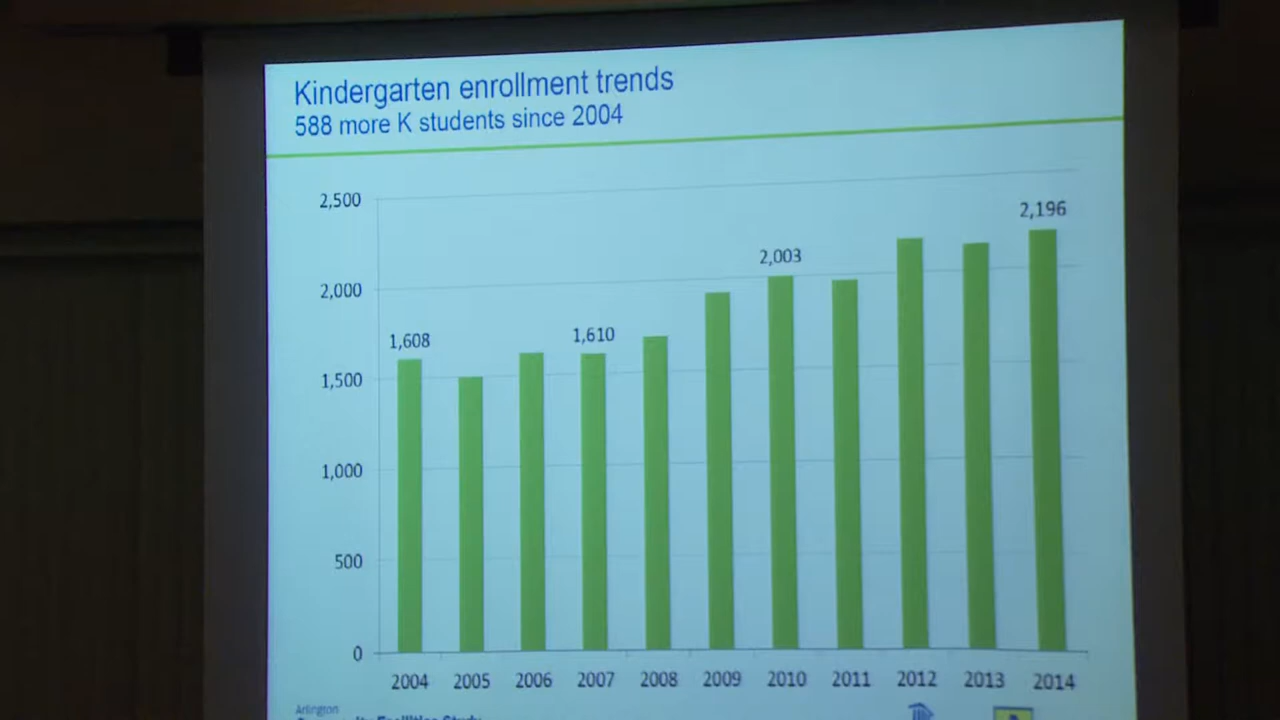 Kindergarten enrollment trends
588 more K students since 2004
2,500
2,000
1,500
1,000
500
0
1,608
1,610
2,003
2,196
2004 2005 2006 2007 2008 2009 2010 2011 2012 2013 2014
Arlington
Facilities Study